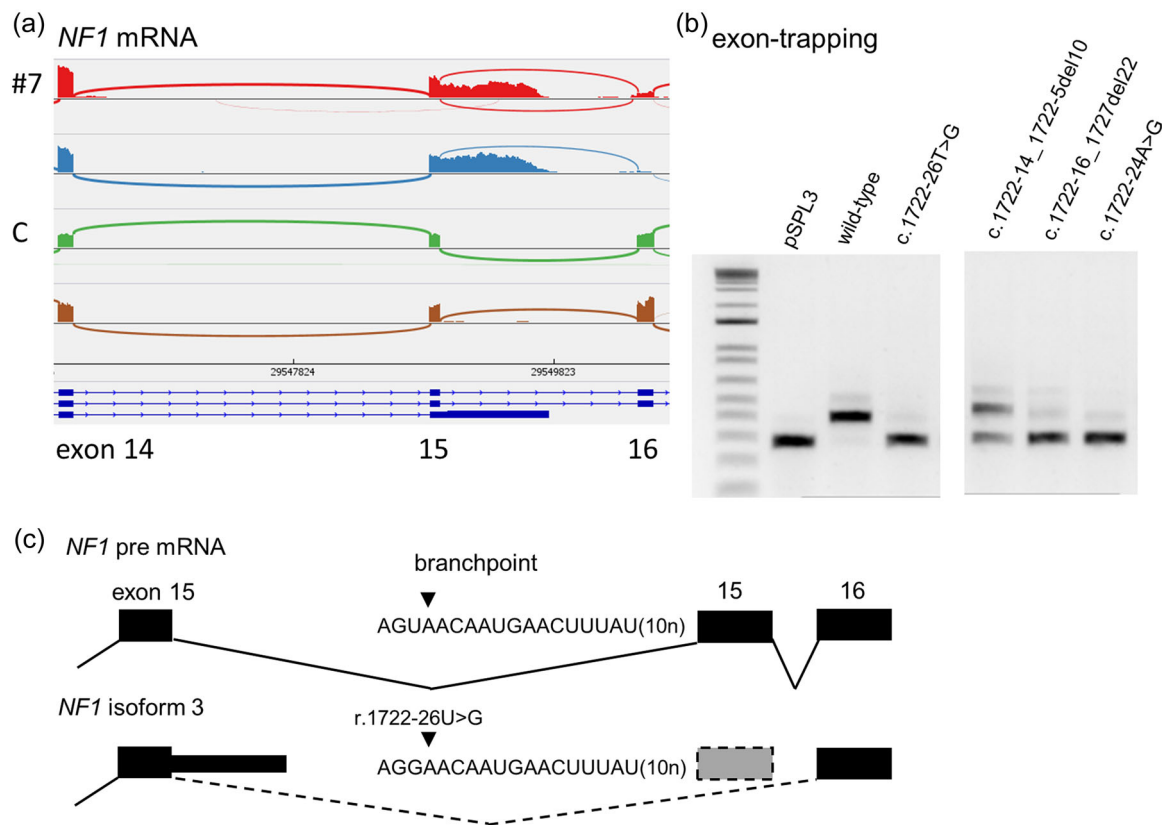 (a)
NF1 mRNA
#7
C
29547824 29549823
exon 14 15 16
(b) exon-trapping
pSPL3
wild-type
c.1722-26T>G
c.1722-14_1722-5del10
c.1722-16_1727del22
c.1722-24A>G
(c)
NF1 pre mRNA
branchpoint
exon 15 15 16
AGUAACAAUGAACUUUAU(10n)
NF1 isoform 3
r.1722-26U>G
AGGAACAAUGAACUUUAU(10n)